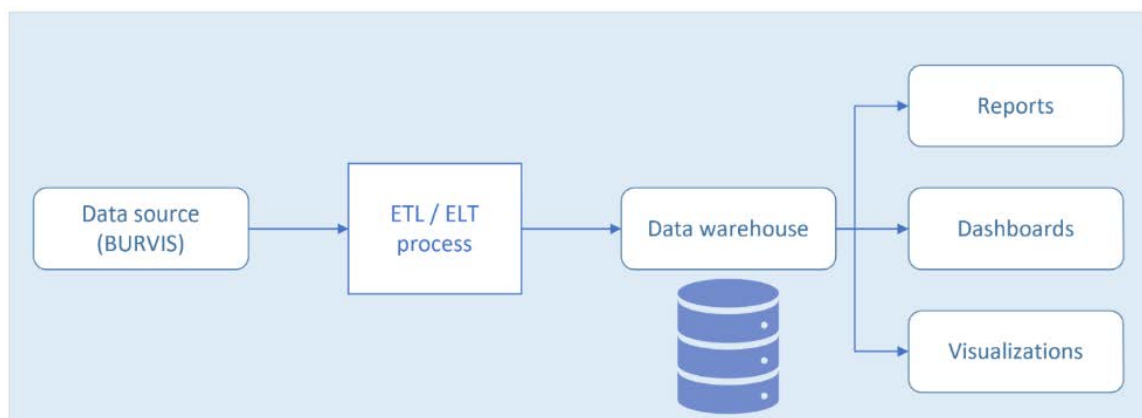 Data source
(BURVIS)
ETL / ELT
process
Data warehouse
Reports
Dashboards
Visualizations